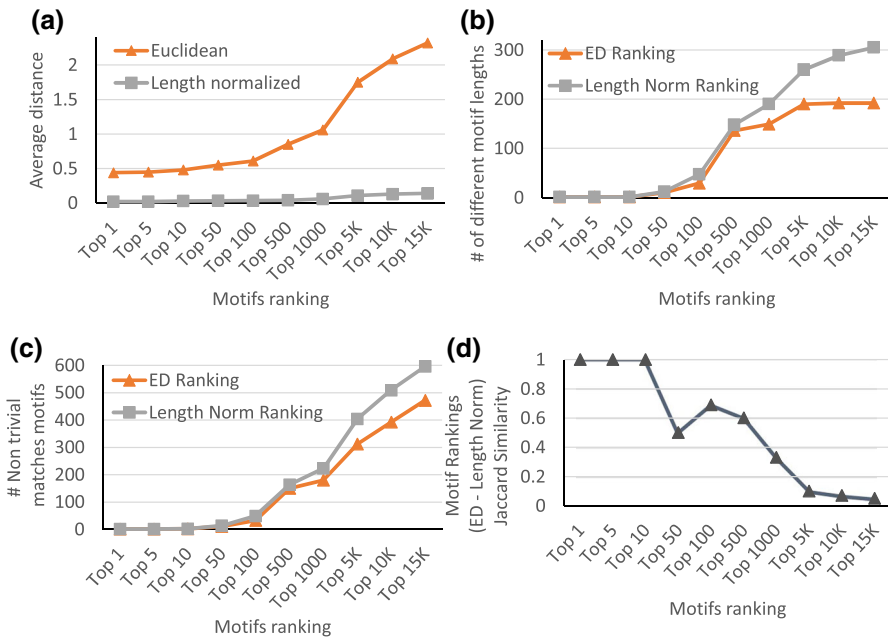 (a)
Euclidean
Length normalized
Average distance
2
1.5
1
0.5
0
Top 1
Top 5
Top 10
Top 50
Top 100
Top 500
Top 1000
Top 5K
Top 10K
Top 15K
Motifs ranking
(b)
ED Ranking
Length Norm Ranking
# of different motif lengths
300
200
100
0
Top 1
Top 5
Top 10
Top 50
Top 100
Top 500
Top 1000
Top 5K
Top 10K
Top 15K
Motifs ranking
(c)
ED Ranking
Length Norm Ranking
# Non trivial
matches motifs
600
500
400
300
200
100
0
Top 1
Top 5
Top 10
Top 50
Top 100
Top 500
Top 1000
Top 5K
Top 10K
Top 15K
Motifs ranking
(d)
Motif Rankings
(ED - Length Norm)
Jaccard Similarity
1
0.8
0.6
0.4
0.2
0
Top 1
Top 5
Top 10
Top 50
Top 100
Top 500
Top 1000
Top 5K
Top 10K
Top 15K
Motifs ranking